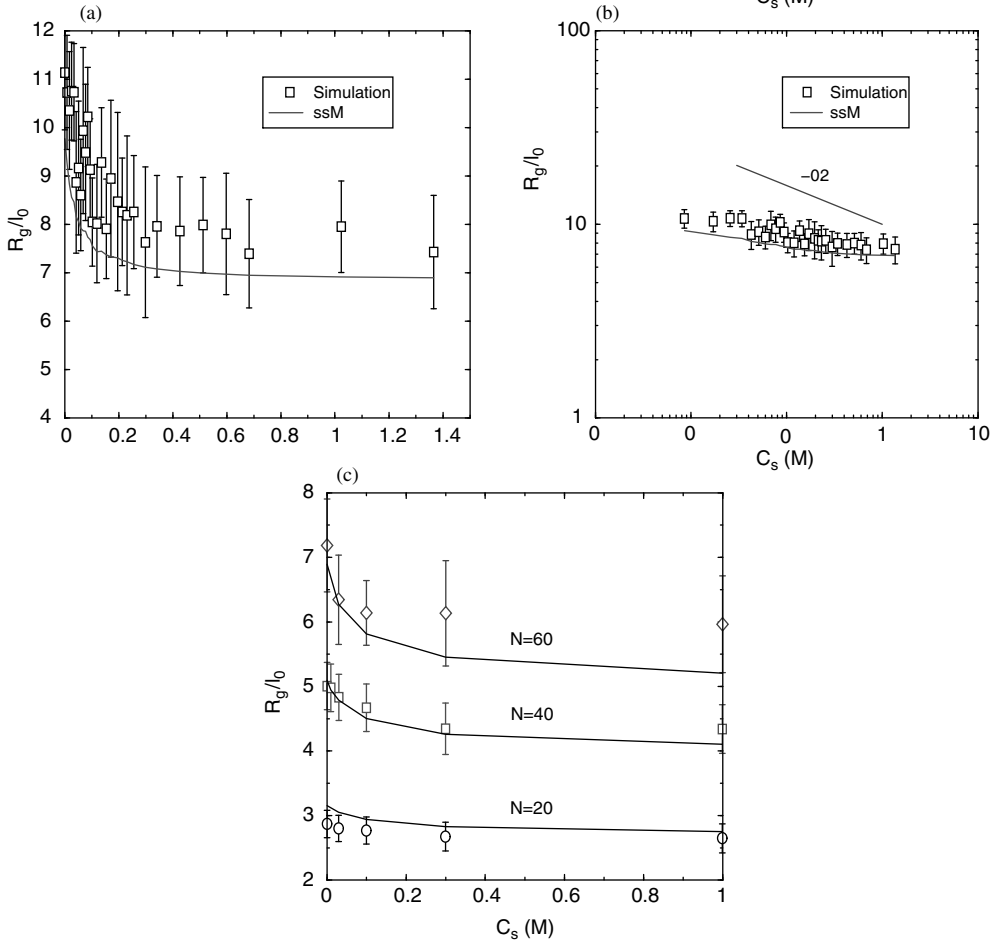 C_s (M)
(a)
12
11
10
9
8
7
6
5
4
R_g/l_0
Simulation
ssM
0 0.2 0.4 0.6 0.8 1 1.2 1.4
(b)
100
10
1
R_g/l_0
Simulation
ssM
−02
0 0 0 1 10
C_s (M)
(c)
8
7
6
5
4
3
2
R_g/l_0
N=60
N=40
N=20
0 0.2 0.4 0.6 0.8 1
C_s (M)